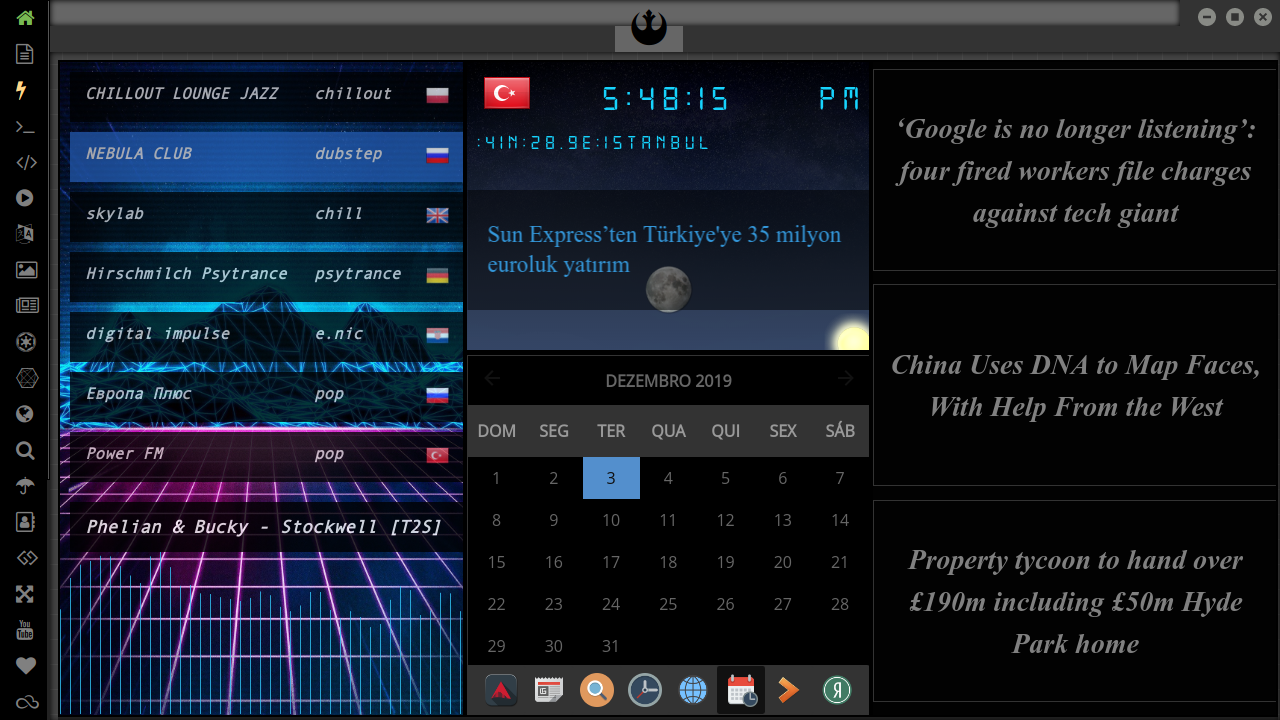 CHILLOUT LOUNGE JAZZ chillout
NEBULA CLUB dubstep
skylab chill
Hirschmilch Psytrance psytrance
digital impulse e.nic
Европа Плюс pop
Power FM pop
Phelian & Bucky - Stockwell [T2S]
5:48:15 PM
:41N:28.9E:ISTANBUL
Sun Express’ten Türkiye'ye 35 milyon
euroluk yatırım
DEZEMBRO 2019
DOM SEG TER QUA QUI SEX SÁB
1 2 3 4 5 6 7
8 9 10 11 12 13 14
15 16 17 18 19 20 21
22 23 24 25 26 27 28
29 30 31
‘Google is no longer listening’:
four fired workers file charges
against tech giant
China Uses DNA to Map Faces,
With Help From the West
Property tycoon to hand over
£190m including £50m Hyde
Park home
You
Tube
Я